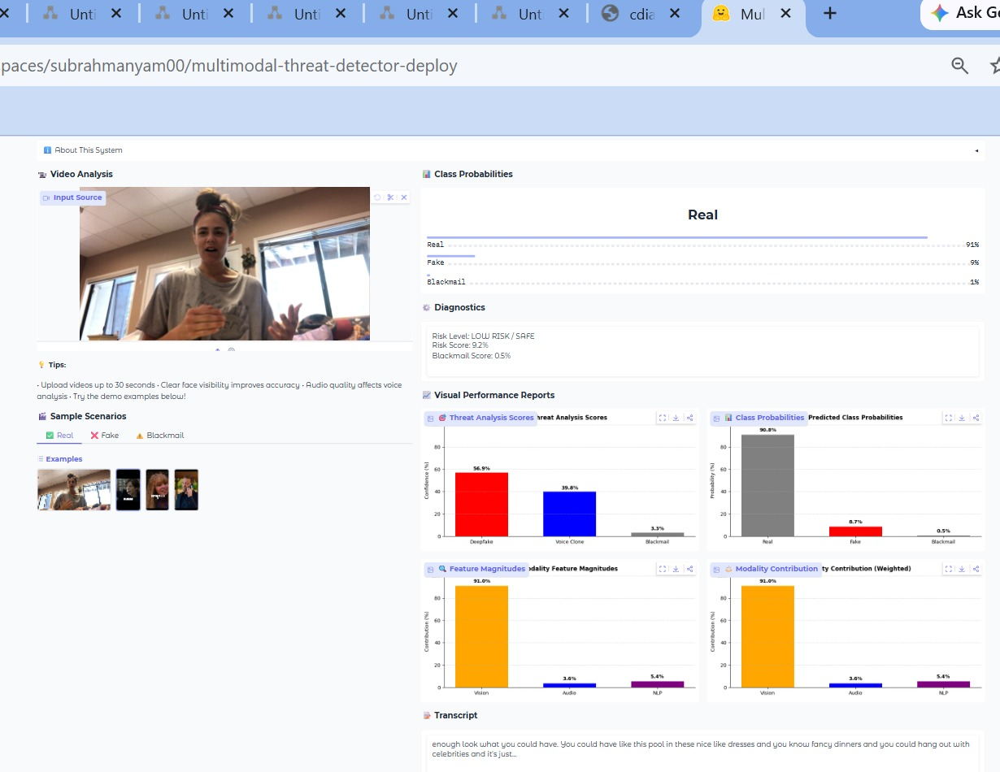 Unti
Unti
Unti
Unti
Unti
cdia
Mul
Ask Ge
paces/subrahmanyam00/multimodal-threat-detector-deploy
About This System
Video Analysis
Input Source
Tips:
· Upload videos up to 30 seconds · Clear face visibility improves accuracy · Audio quality affects voice
analysis · Try the demo examples below!
Sample Scenarios
Real
Fake
Blackmail
Examples
Class Probabilities
Real
Real 91%
Fake 9%
Blackmail 1%
Diagnostics
Risk Level: LOW RISK / SAFE
Risk Score: 9.2%
Blackmail Score: 0.5%
Visual Performance Reports
Threat Analysis Scores
hreat Analysis Scores
Confidence (%)
80
60
40
20
0
56.9%
39.8%
3.3%
Deepfake
Voice Clone
Blackmail
Class Probabilities
Predicted Class Probabilities
Probability (%)
80
60
40
20
0
90.8%
8.7%
0.5%
Real
Fake
Blackmail
Feature Magnitudes
dality Feature Magnitudes
Contribution (%)
80
60
40
20
0
91.0%
3.6%
5.4%
Vision
Audio
NLP
Modality Contribution
ty Contribution (Weighted)
Contribution (%)
80
60
40
20
0
91.0%
3.6%
5.4%
Vision
Audio
NLP
Transcript
enough look what you could have. You could have like this pool in these nice like dresses and you know fancy dinners and you could hang out with
celebrities and it's just...